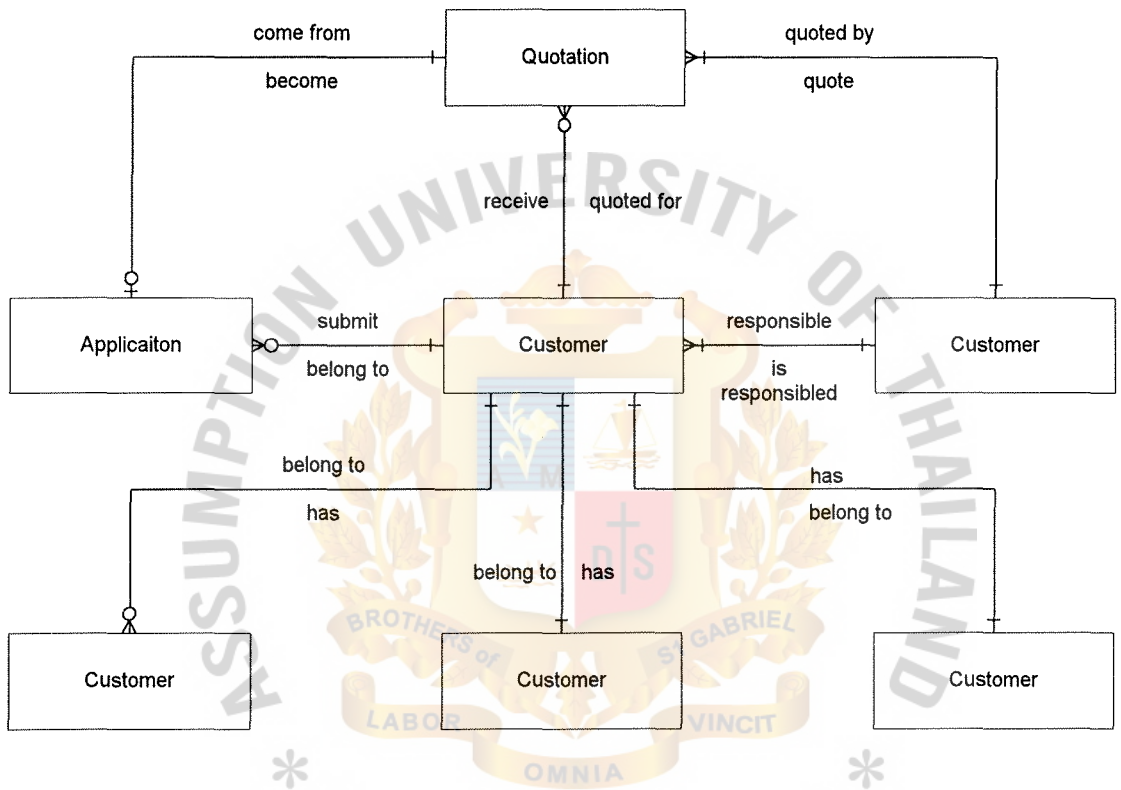 come from
become
Quotation
quoted by
quote
receive
quoted for
Applicaiton
submit
belong to
Customer
responsible
is
responsibled
Customer
belong to
has
belong to
has
has
belong to
Customer
Customer
Customer
ASSUMPTION UNIVERSITY OF THAILAND
A M
D S
BROTHERS of
ST GABRIEL
LABOR
VINCIT
OMNIA